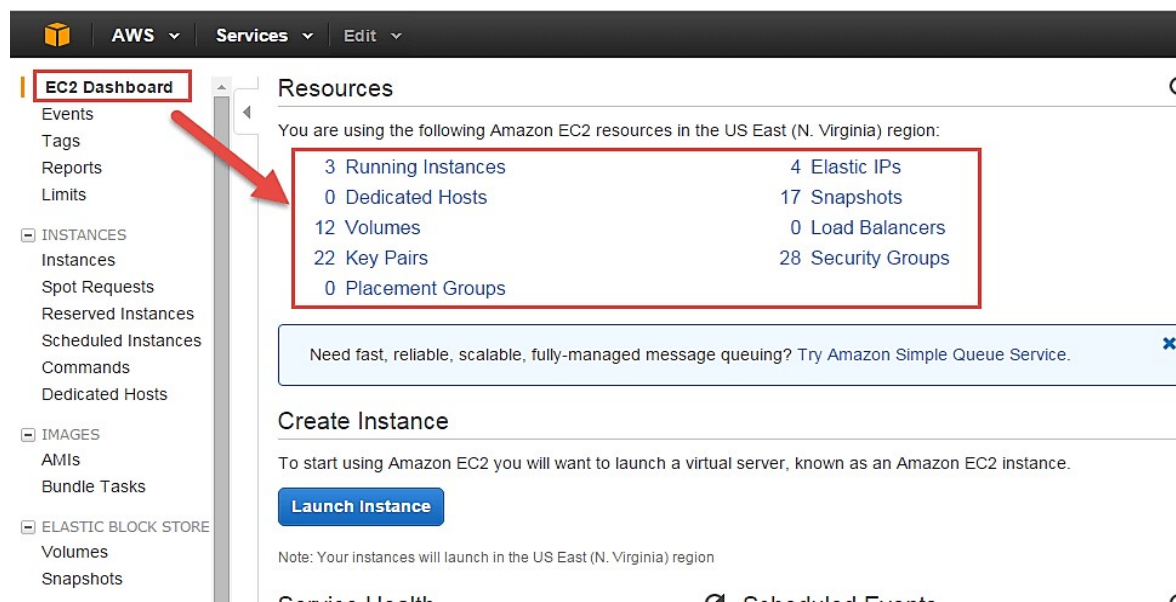 AWS Services Edit
EC2 Dashboard
Events
Tags
Reports
Limits
INSTANCES
Instances
Spot Requests
Reserved Instances
Scheduled Instances
Commands
Dedicated Hosts
IMAGES
AMIs
Bundle Tasks
ELASTIC BLOCK STORE
Volumes
Snapshots
Resources
You are using the following Amazon EC2 resources in the US East (N. Virginia) region:
3 Running Instances 4 Elastic IPs
0 Dedicated Hosts 17 Snapshots
12 Volumes 0 Load Balancers
22 Key Pairs 28 Security Groups
0 Placement Groups
Need fast, reliable, scalable, fully-managed message queuing? Try Amazon Simple Queue Service.
Create Instance
To start using Amazon EC2 you will want to launch a virtual server, known as an Amazon EC2 instance.
Launch Instance
Note: Your instances will launch in the US East (N. Virginia) region
Service Health Scheduled Events